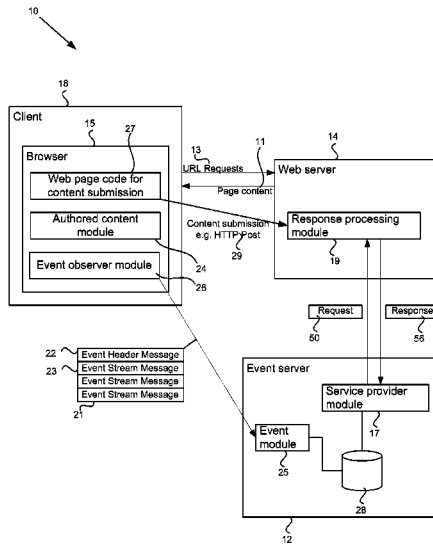 10
18
Client
15
27
Browser
Web page code for
content submission
Authored content
module
24
Event observer module
26
13
11
URL Requests
Page content
Content submission
e.g. HTTP Post
29
14
Web server
Response processing
module
19
Request
50
Response
56
22
Event Header Message
23
Event Stream Message
Event Stream Message
Event Stream Message
21
Event server
Service provider
module
17
Event
module
25
28
12